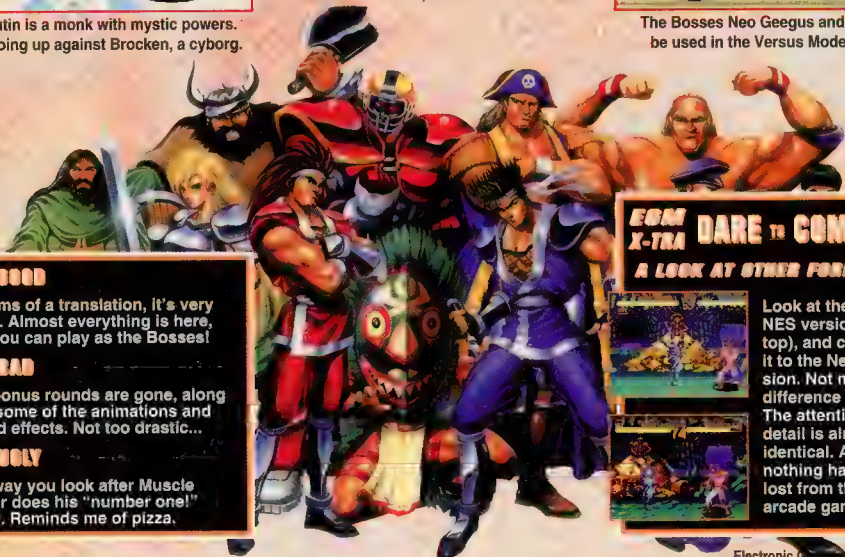 tin is a monk with mystic powers.
oing up against Brocken, a cyborg.
The Bosses Neo Geegus and
be used in the Versus Mode
GOOD
ms of a translation, it's very
. Almost everything is here,
ou can play as the Bosses!
BAD
onus rounds are gone, along
some of the animations and
d effects. Not too drastic...
UGLY
way you look after Muscle
r does his "number one!"
. Reminds me of pizza.
EGM
X-TRA DARE TO COM
A LOOK AT OTHER FOR
Look at the
NES versio
top), and c
it to the Ne
sion. Not m
difference
The attenti
detail is al
identical. A
nothing ha
lost from t
arcade gam
Electronic